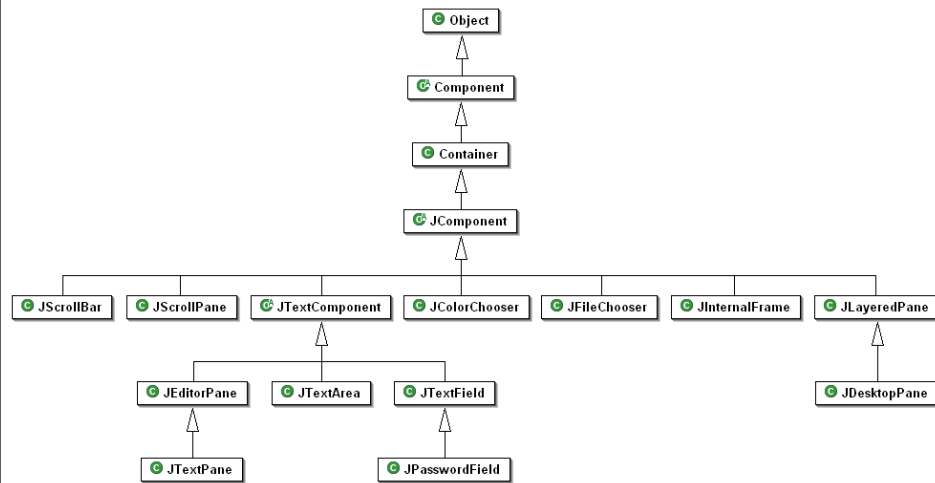 Object
Component
Container
JComponent
JScrollBar
JScrollPane
JTextComponent
JColorChooser
JFileChooser
JInternalFrame
JLayeredPane
JEditorPane
JTextArea
JTextField
JDesktopPane
JTextPane
JPasswordField